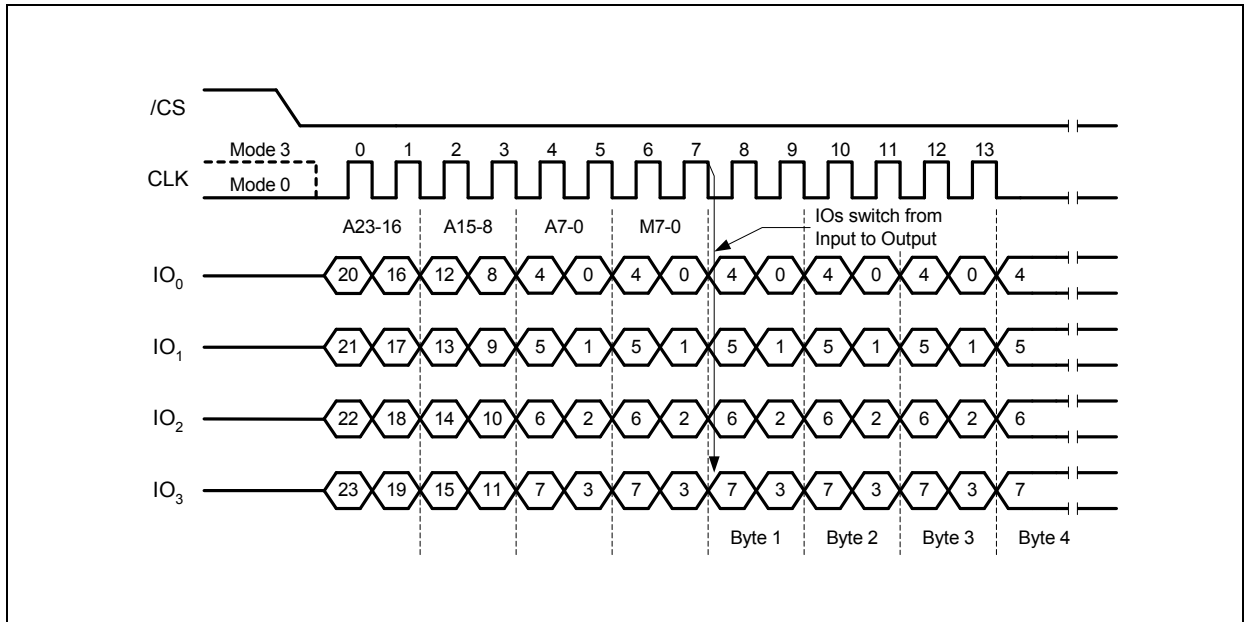 /CS
Mode 3 0 1 2 3 4 5 6 7 8 9 10 11 12 13
CLK
Mode 0
A23-16 A15-8 A7-0 M7-0
IOs switch from
Input to Output
IO0 20 16 12 8 4 0 4 0 4 0 4 0 4 0 4
IO1 21 17 13 9 5 1 5 1 5 1 5 1 5 1 5
IO2 22 18 14 10 6 2 6 2 6 2 6 2 6 2 6
IO3 23 19 15 11 7 3 7 3 7 3 7 3 7 3 7
Byte 1 Byte 2 Byte 3 Byte 4